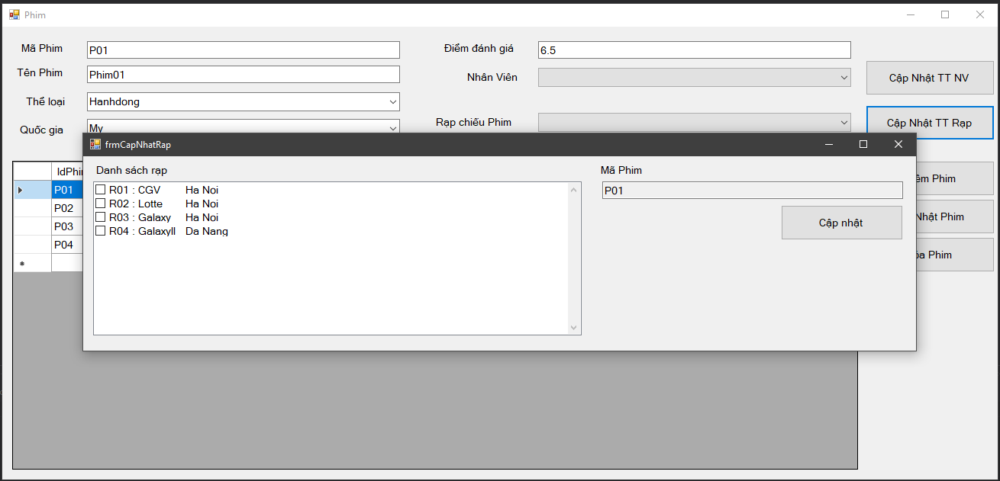 Phim
Mã Phim
P01
Điểm đánh giá
6.5
Tên Phim
Phim01
Nhân Viên
Cập Nhật TT NV
Thể loại
Hanhdong
Rạp chiếu Phim
Cập Nhật TT Rạp
Quốc gia
My
frmCapNhatRap
Danh sách rạp
Mã Phim
R01 : CGV Ha Noi
R02 : Lotte Ha Noi
R03 : Galaxy Ha Noi
R04 : GalaxyII Da Nang
P01
Cập nhật
P01
P02
P03
P04
Phim
Nhật Phim
Phim